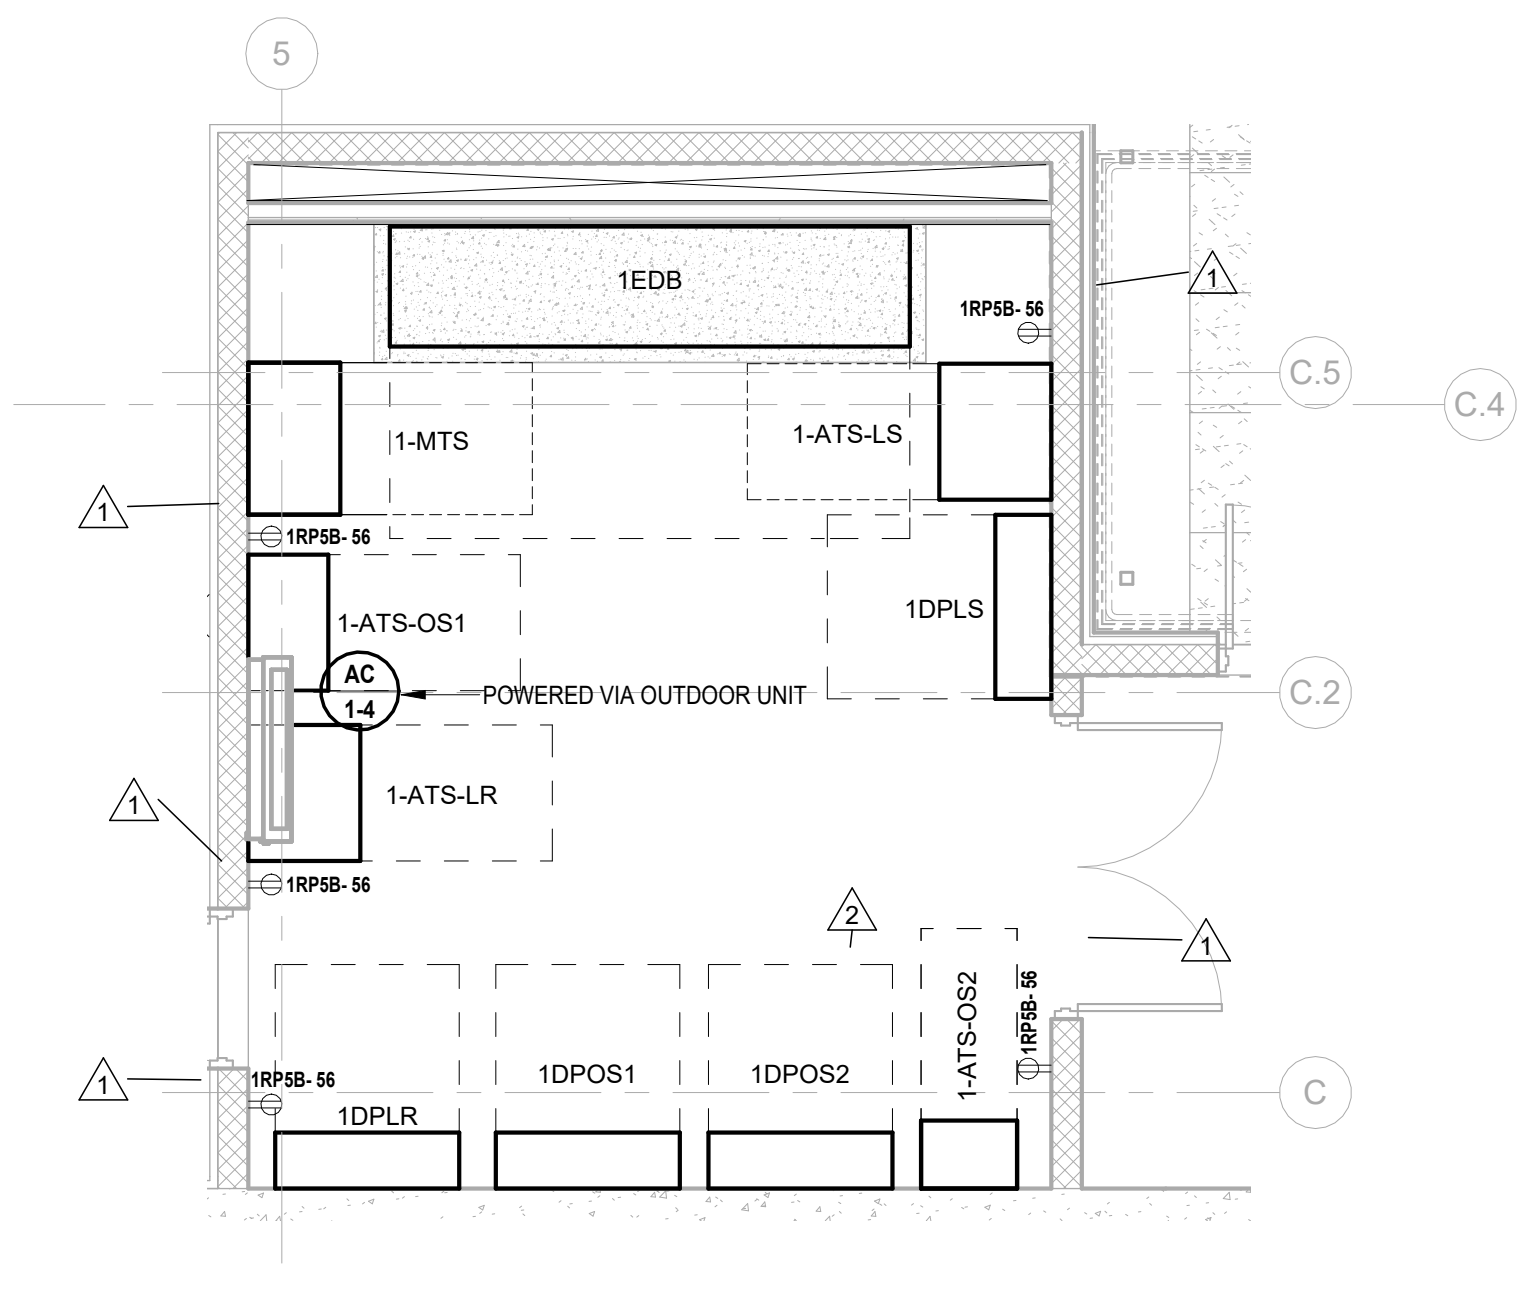 5
1EDB
1
1RP5B- 56
C.5
C.4
1-MTS
1-ATS-LS
1
1RP5B- 56
1-ATS-OS1
1DPLS
AC
1-4
POWERED VIA OUTDOOR UNIT
C.2
1-ATS-LR
1
1RP5B- 56
2
1
1-ATS-OS2
1RP5B- 56
1
1RP5B- 56
1DPLR
1DPOS1
1DPOS2
C